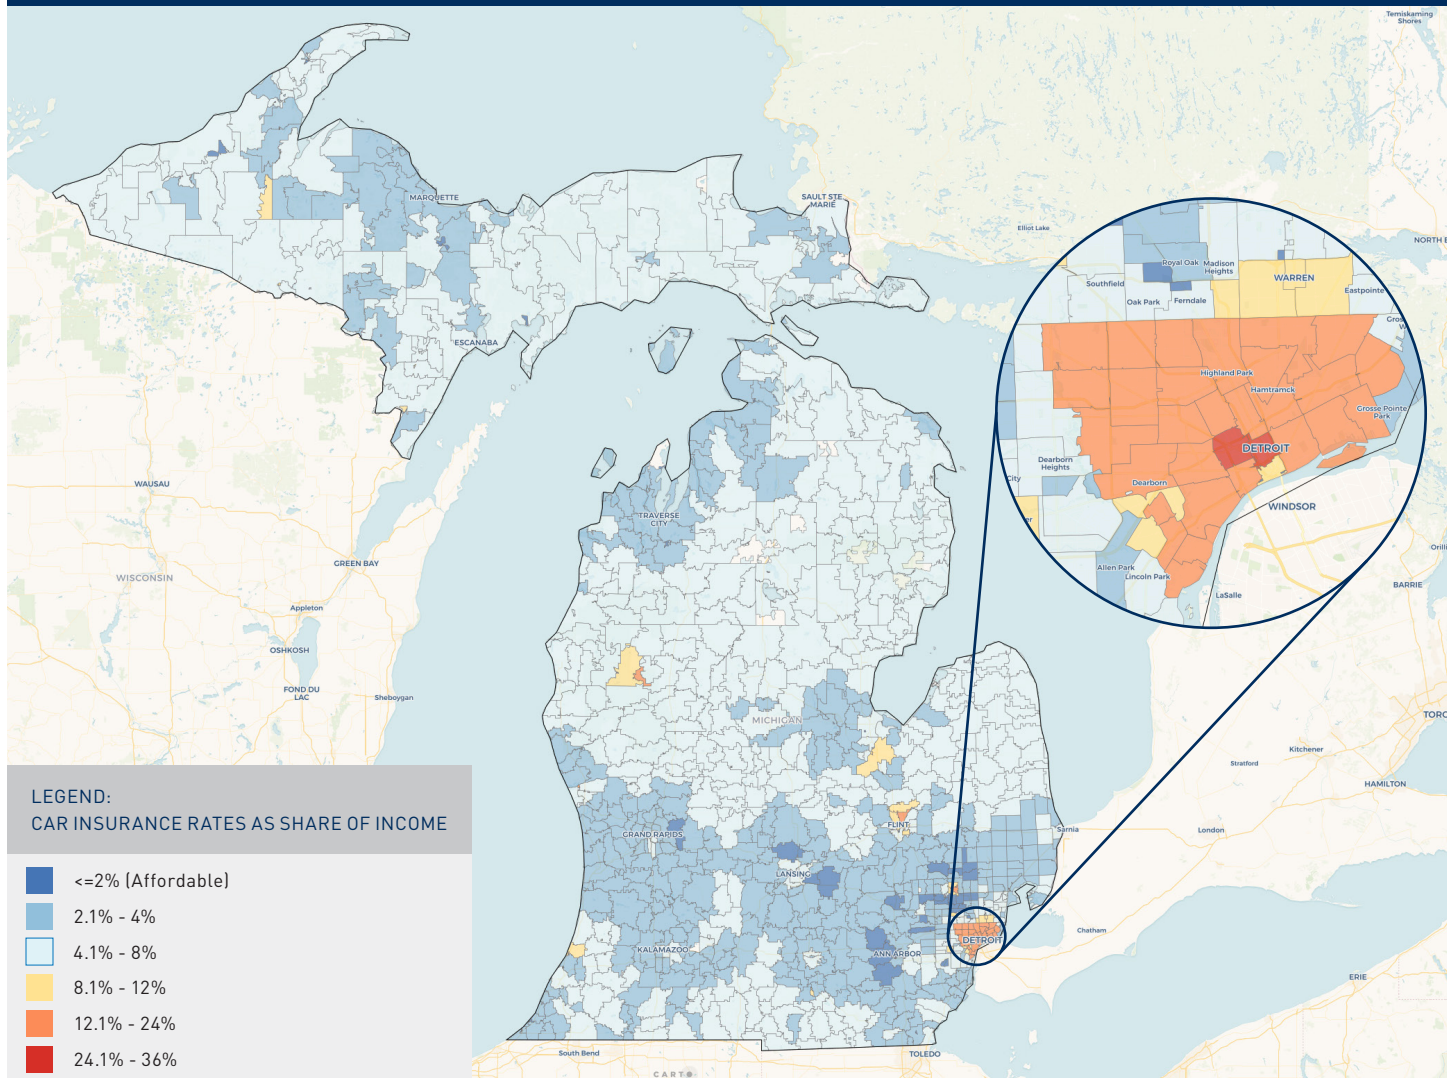 Temiskaming
Shores
MARQUETTE
SAULT STE
MARIE
Elliot Lake
NORTH B
ESCANABA
Royal Oak
Madison
Heights
WARREN
Southfield
Eastpointe
Oak Park
Ferndale
Highland Park
Hamtramck
Grosse Pointe
Park
DETROIT
Dearborn
Heights
City
Dearborn
WINDSOR
Allen Park
Lincoln Park
LaSalle
BARRIE
WAUSAU
TRAVERSE
CITY
WISCONSIN
GREEN BAY
Appleton
OSHKOSH
FOND DU
LAC
Sheboygan
MICHIGAN
TORO
Kitchener
Stratford
HAMILTON
GRAND RAPIDS
FLINT
Sarnia
London
LANSING
KALAMAZOO
ANN ARBOR
DETROIT
Chatham
ERIE
South Bend
TOLEDO
CARTO
LEGEND:
CAR INSURANCE RATES AS SHARE OF INCOME
<=2% (Affordable)
2.1% - 4%
4.1% - 8%
8.1% - 12%
12.1% - 24%
24.1% - 36%